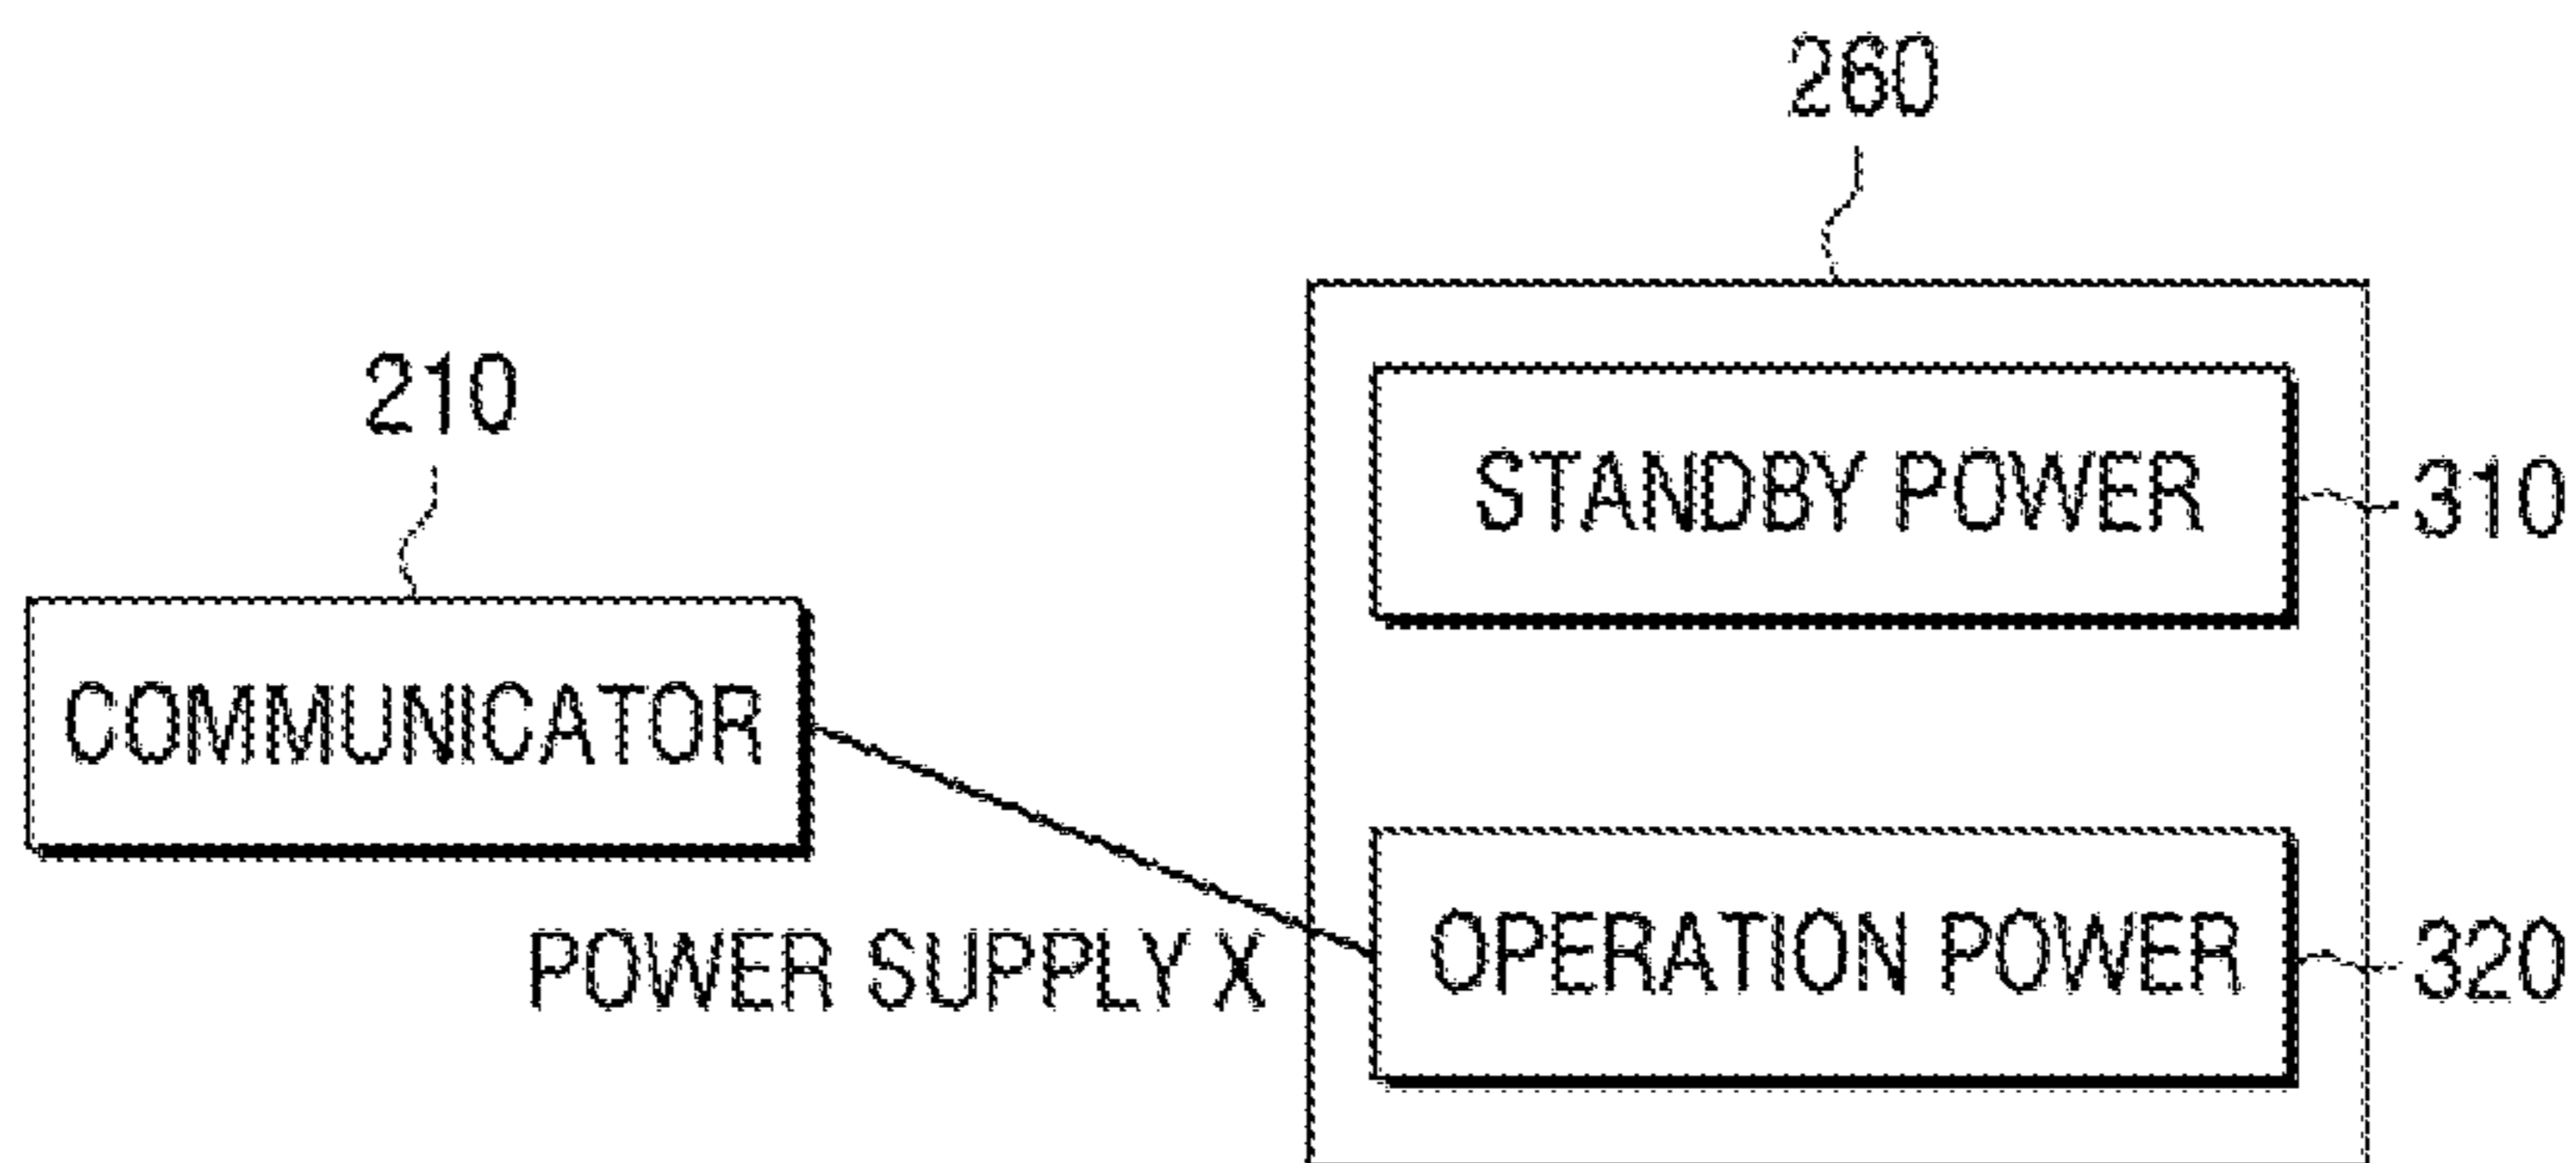 260
210
STANDBY POWER
310
COMMUNICATOR
POWER SUPPLY X
OPERATION POWER
320